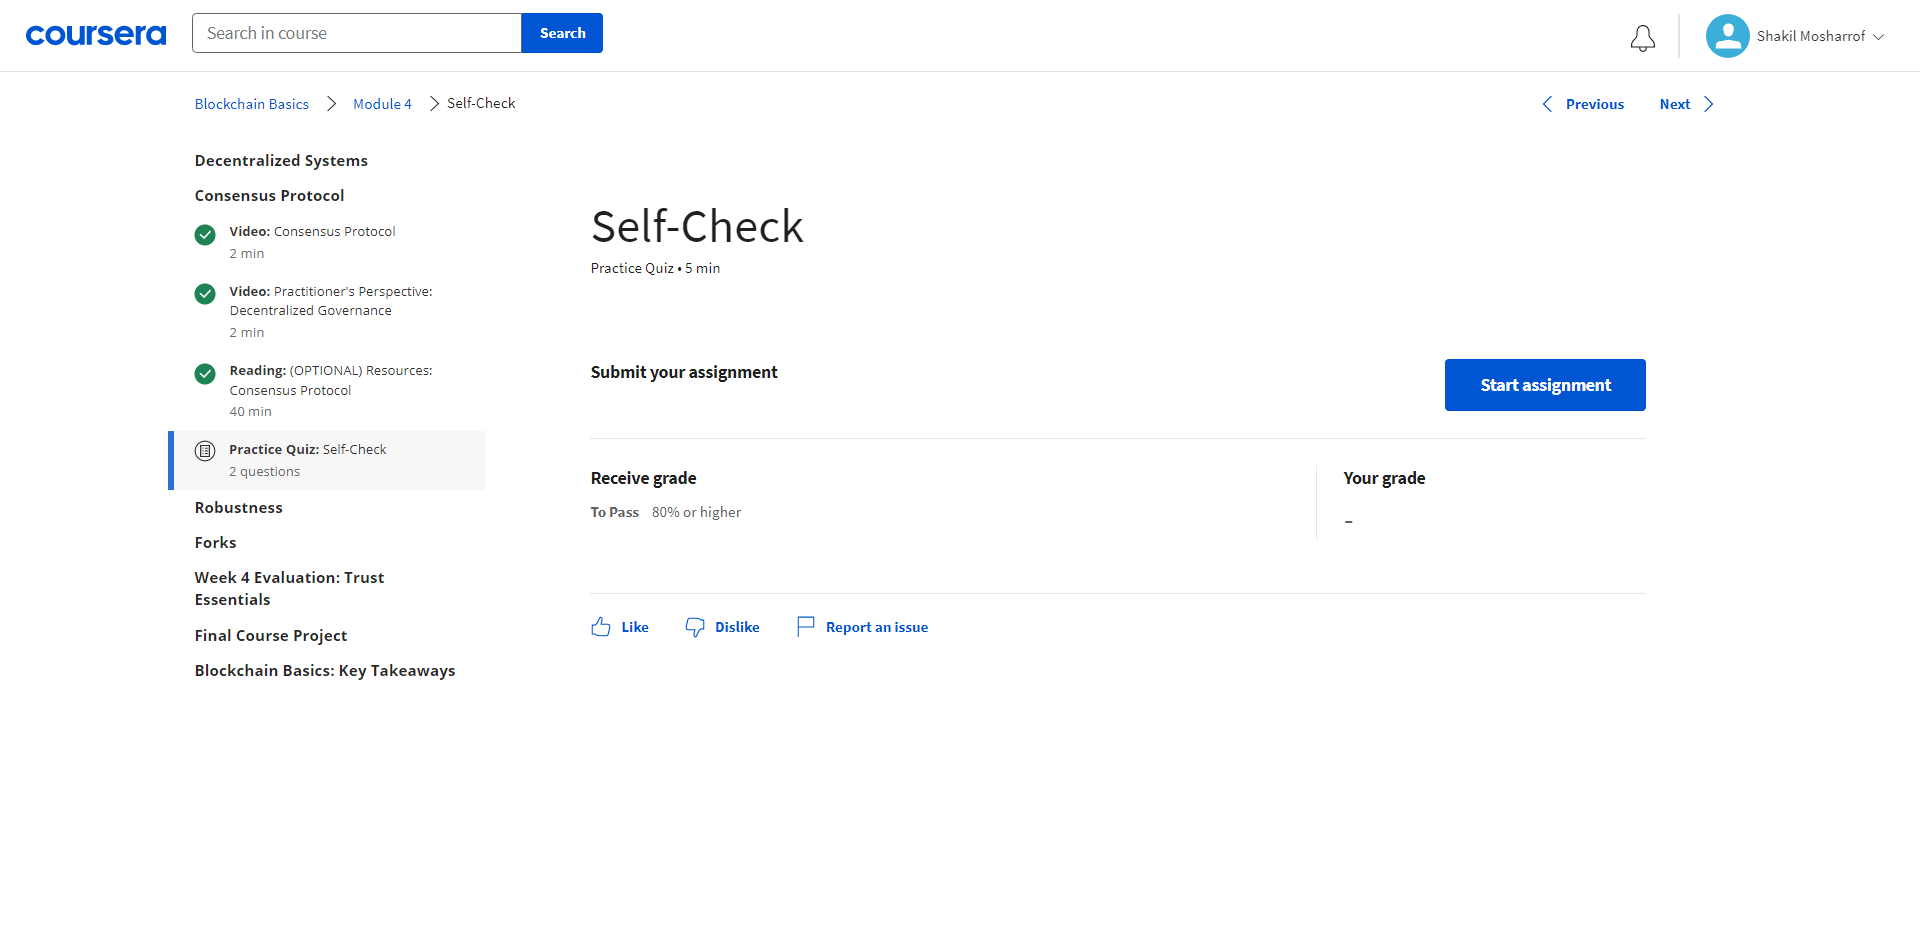 coursera
Search in course
Search
Shakil Mosharrof
Blockchain Basics
Module 4
Self-Check
Previous
Next
Decentralized Systems
Consensus Protocol
Video: Consensus Protocol
2 min
Video: Practitioner's Perspective:
Decentralized Governance
2 min
Reading: (OPTIONAL) Resources:
Consensus Protocol
40 min
Practice Quiz: Self-Check
2 questions
Robustness
Forks
Week 4 Evaluation: Trust
Essentials
Final Course Project
Blockchain Basics: Key Takeaways
Self-Check
Practice Quiz • 5 min
Submit your assignment
Start assignment
Receive grade
To Pass 80% or higher
Your grade
-
Like
Dislike
Report an issue